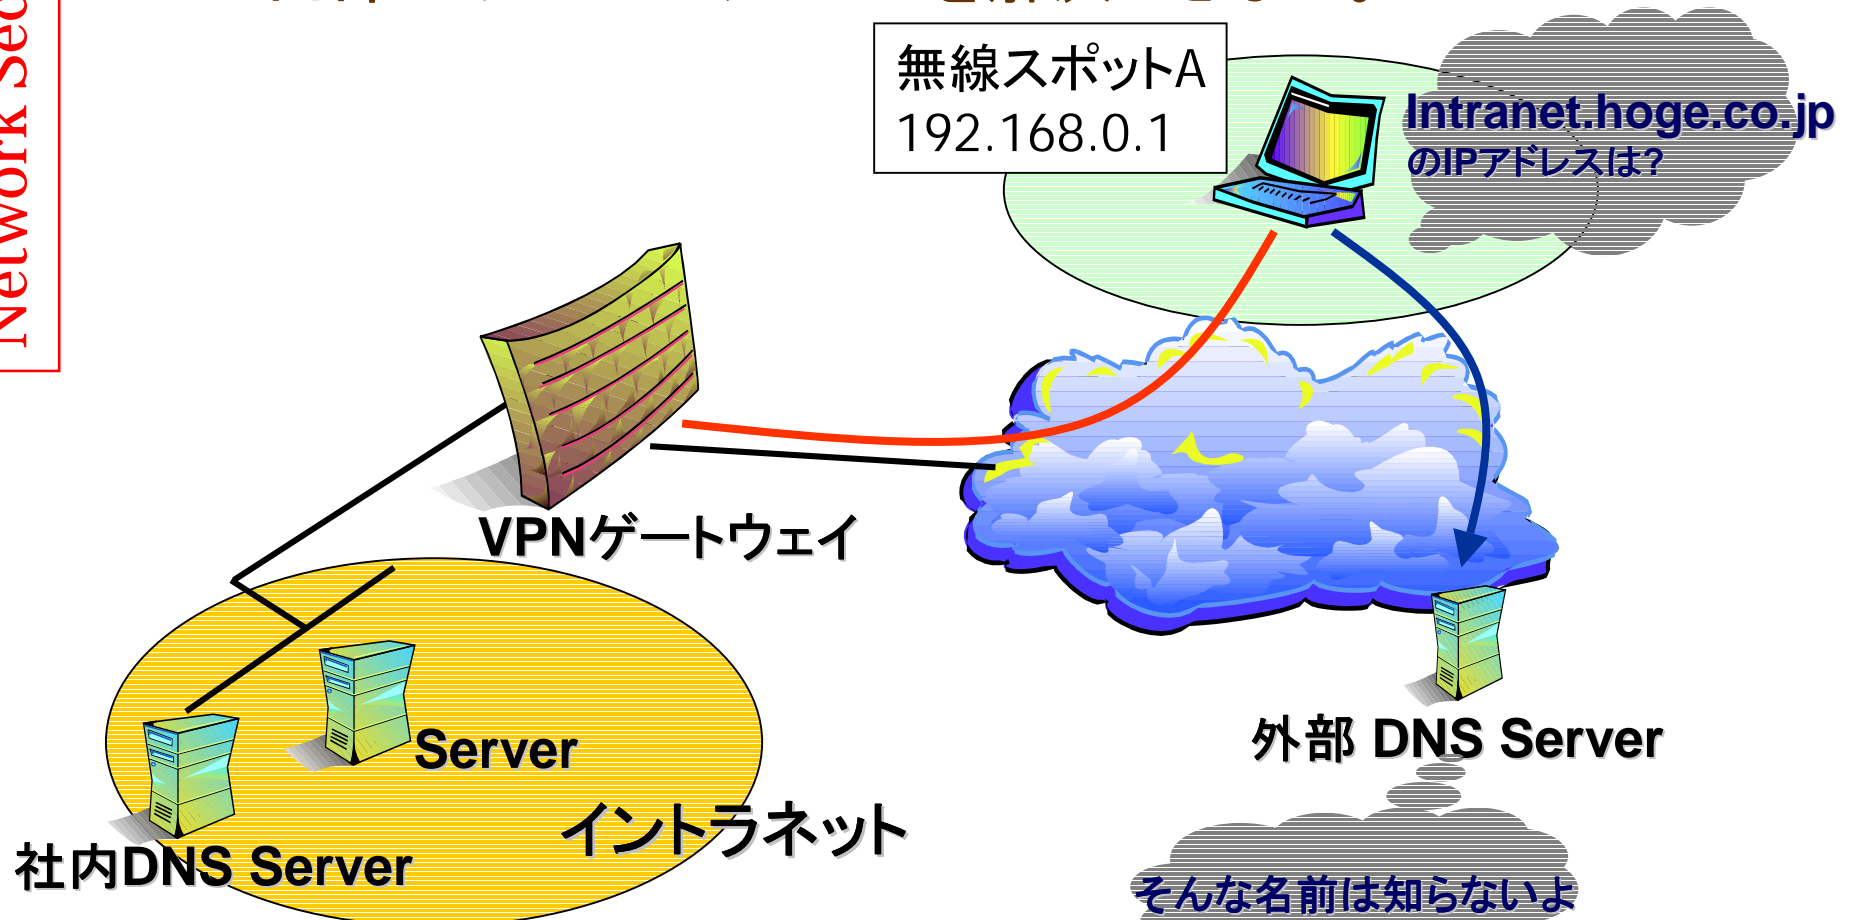 Network Sec
無線スポットA
192.168.0.1
Intranet.hoge.co.jp
のIPアドレスは?
VPNゲートウェイ
Server
外部 DNS Server
イントラネット
社内DNS Server
そんな名前は知らないよ